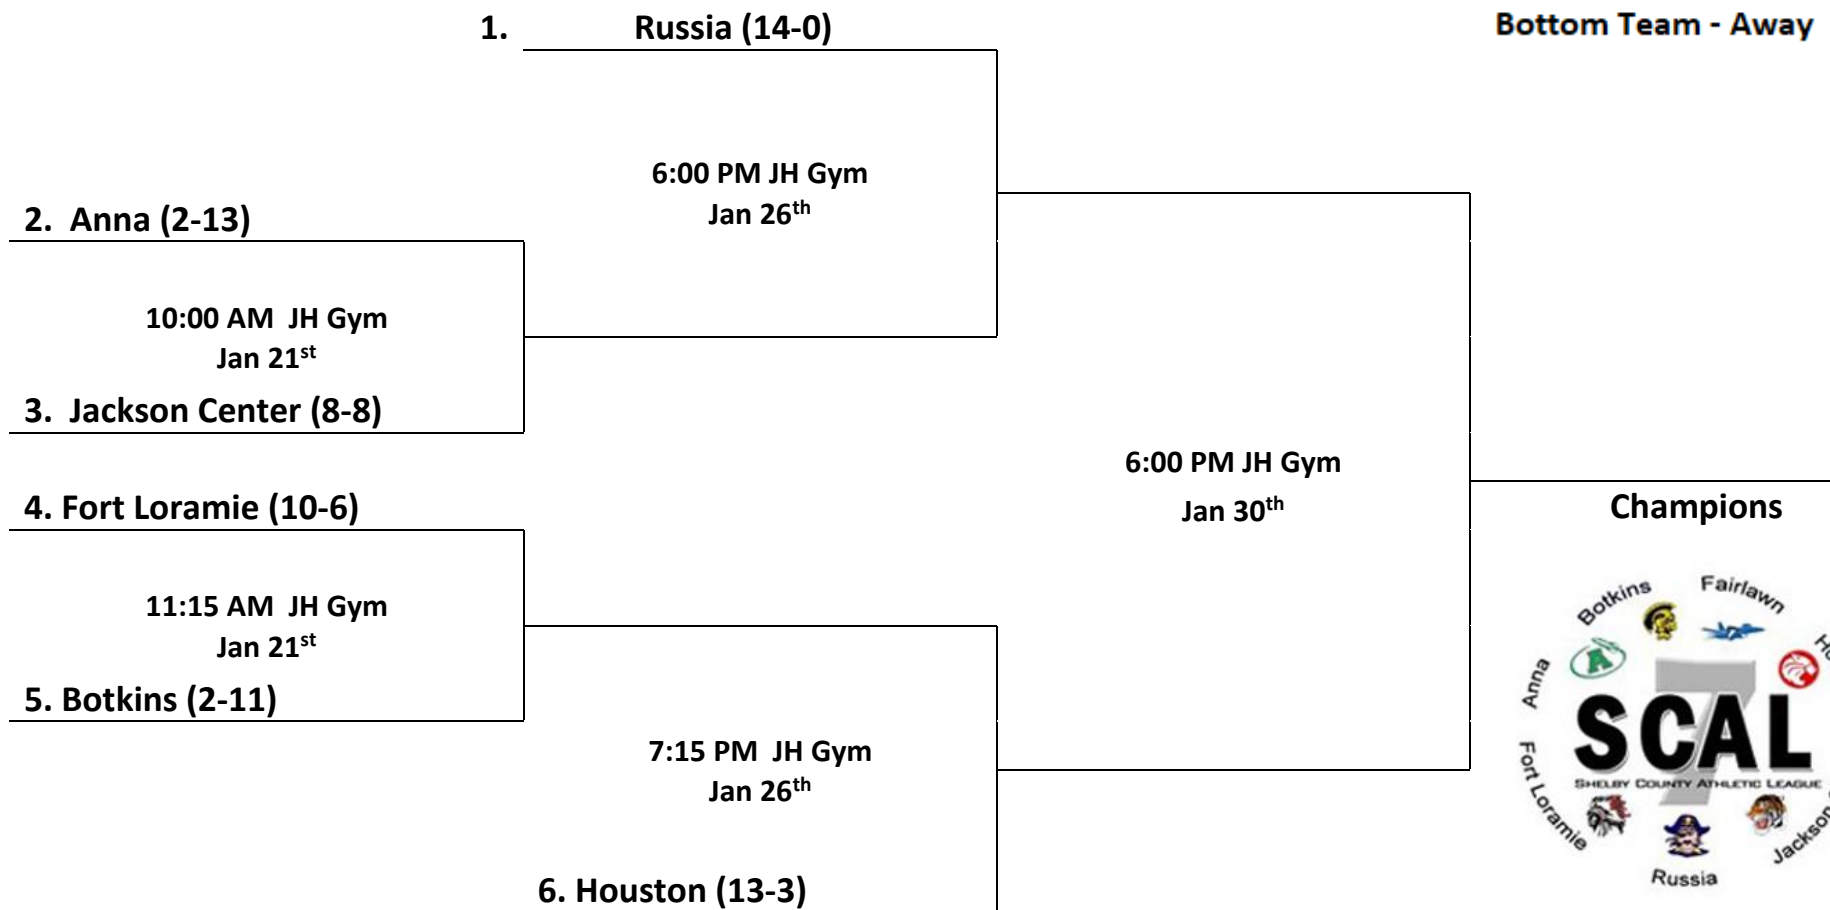 1. Russia (14-0)
Bottom Team - Away
6:00 PM JH Gym
Jan 26th
2. Anna (2-13)
10:00 AM JH Gym
Jan 21st
3. Jackson Center (8-8)
6:00 PM JH Gym
Jan 30th
4. Fort Loramie (10-6)
Champions
11:15 AM JH Gym
Jan 21st
5. Botkins (2-11)
7:15 PM JH Gym
Jan 26th
6. Houston (13-3)
Botkins
Fairlawn
Anna
A
7
SCAL
SHELBY COUNTY ATHLETIC LEAGUE
Fort Loramie
Russia
Jackson